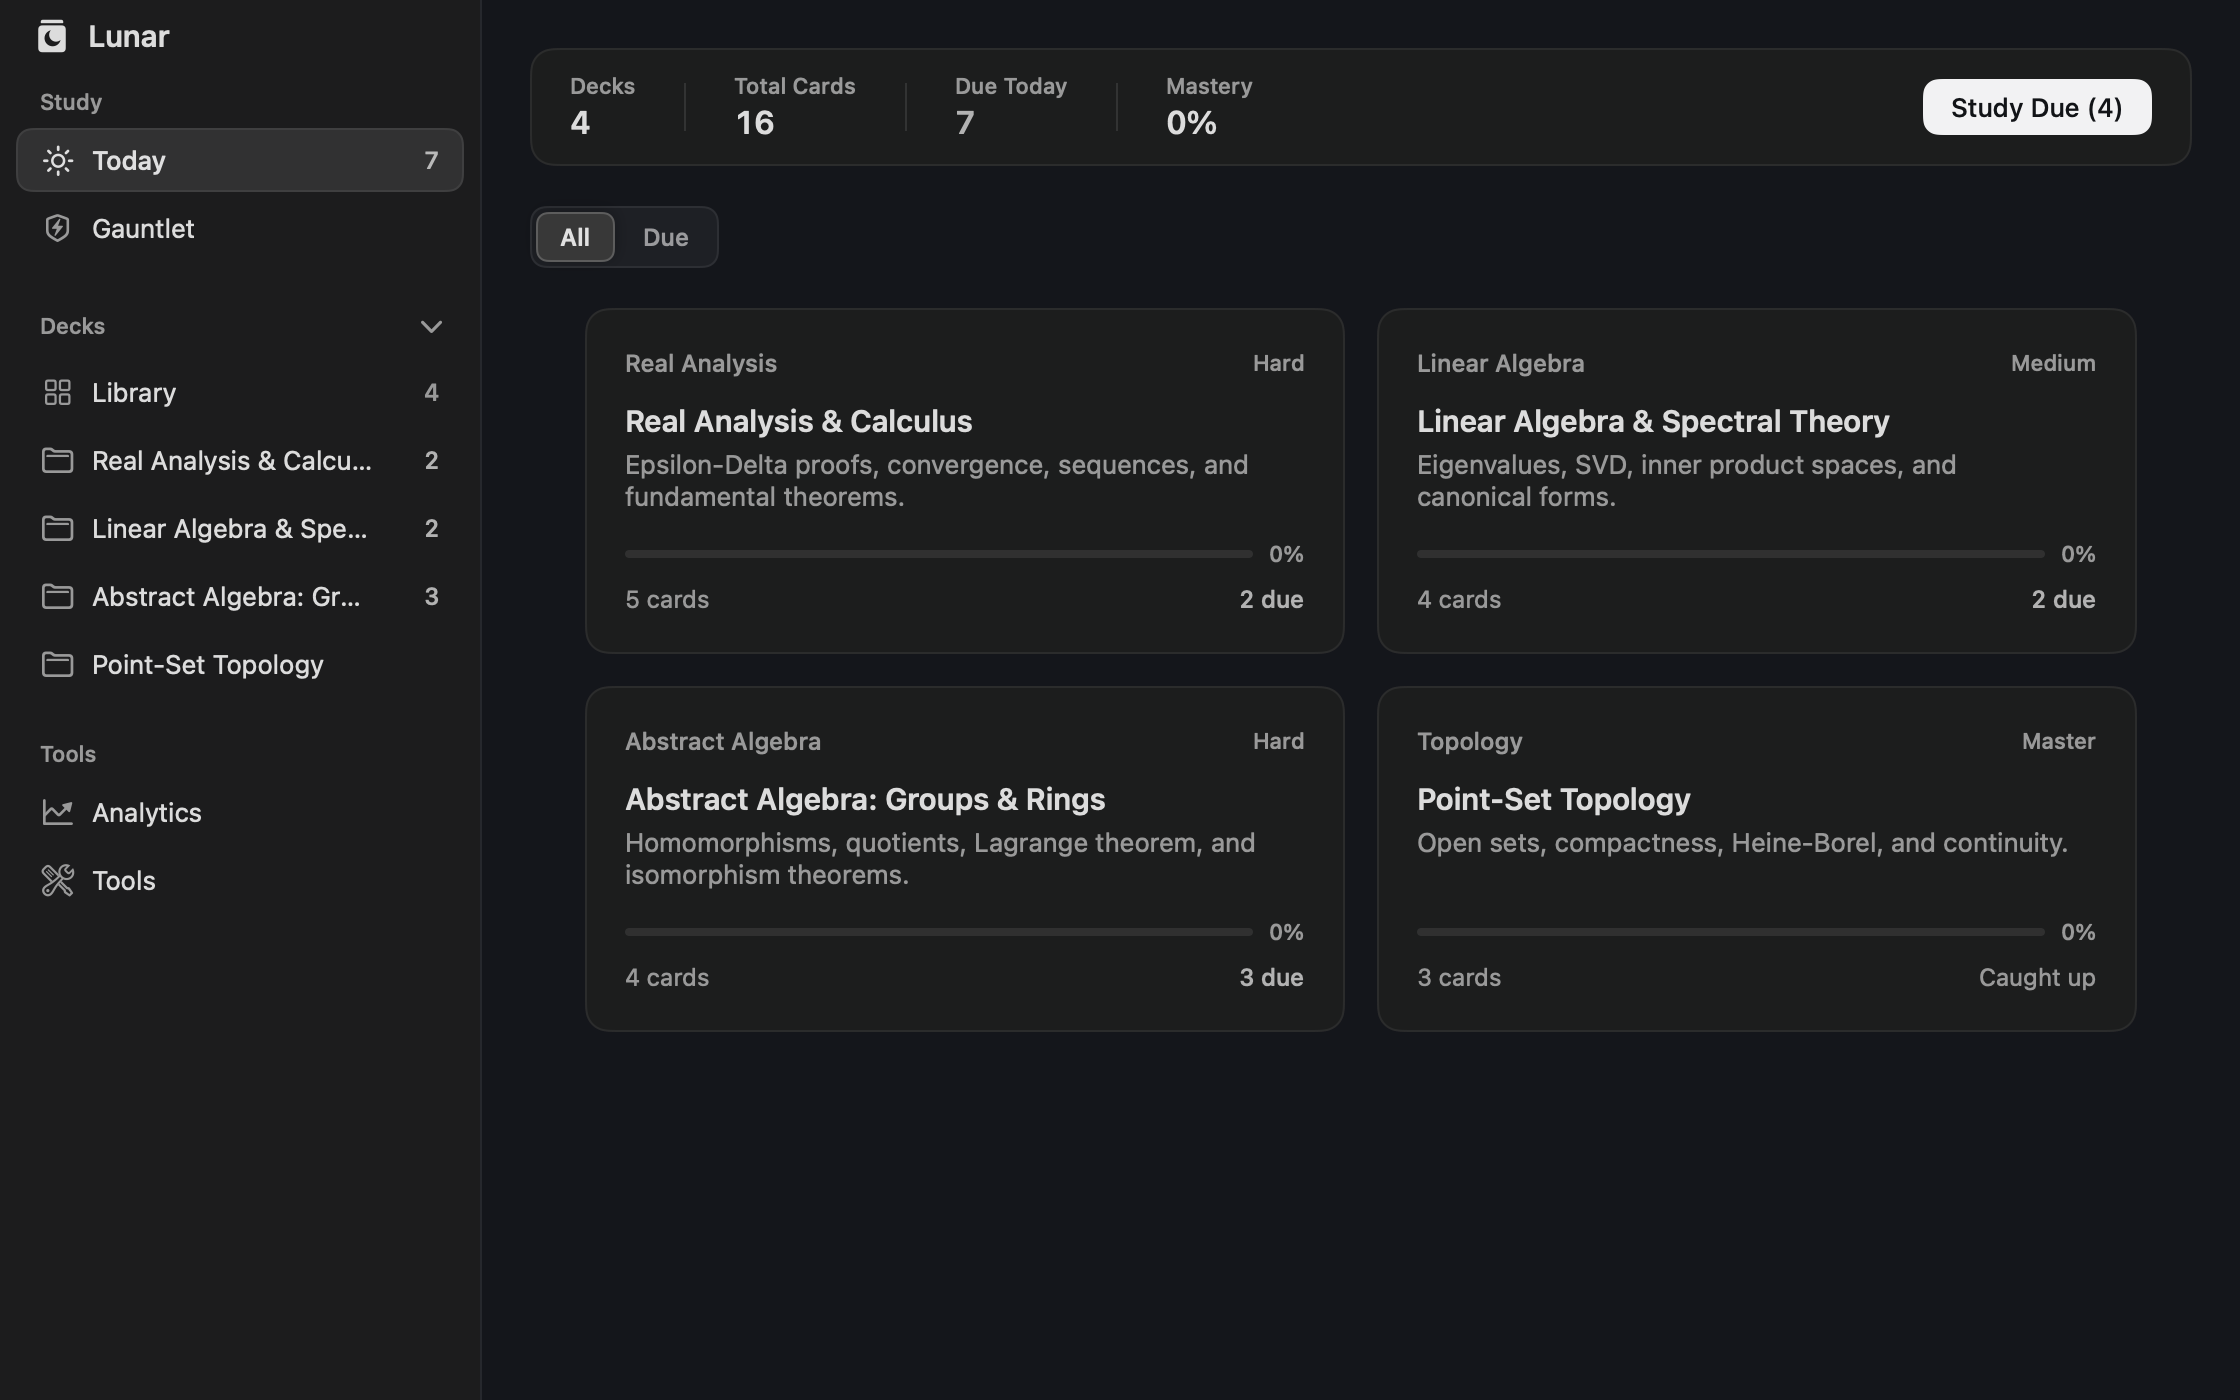 Lunar
Study
Today 7
Gauntlet
Decks
Library 4
Real Analysis & Calcu... 2
Linear Algebra & Spe... 2
Abstract Algebra: Gr... 3
Point-Set Topology
Tools
Analytics
Tools
Decks Total Cards Due Today Mastery
4 16 7 0%
Study Due (4)
All Due
Real Analysis Hard
Real Analysis & Calculus
Epsilon-Delta proofs, convergence, sequences, and
fundamental theorems.
0%
5 cards 2 due
Linear Algebra Medium
Linear Algebra & Spectral Theory
Eigenvalues, SVD, inner product spaces, and
canonical forms.
0%
4 cards 2 due
Abstract Algebra Hard
Abstract Algebra: Groups & Rings
Homomorphisms, quotients, Lagrange theorem, and
isomorphism theorems.
0%
4 cards 3 due
Topology Master
Point-Set Topology
Open sets, compactness, Heine-Borel, and continuity.
0%
3 cards Caught up